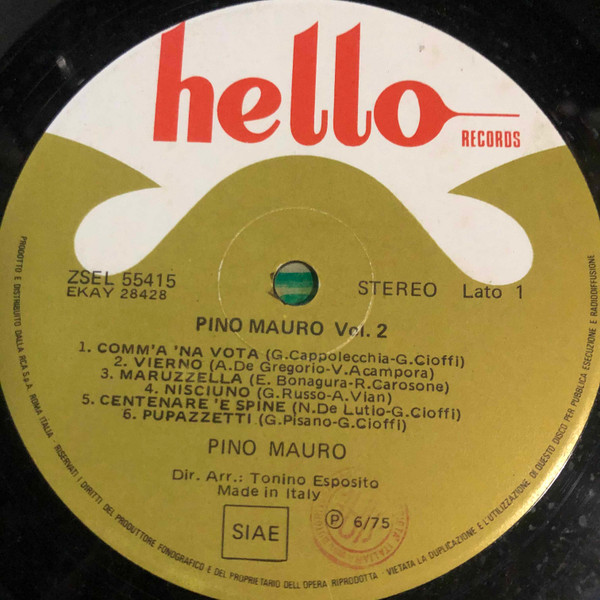 hello
RECORDS
ZSEL 55415
EKAY 28428
STEREO Lato 1
PINO MAURO Vol. 2
1. COMM'A 'NA VOTA (G.Cappolecchia-G.Cioffi)
2. VIERNO (A.De Gregorio-V.Acampora)
3. MARUZZELLA (E. Bonagura-R.Carosone)
4. NISCIUNO (G.Russo-A.Vian)
5. CENTENARE 'E SPINE (N.De Lutio-G.Cioffi)
6. PUPAZZETTI (G.Pisano-G.Cioffi)
PINO MAURO
Dir. Arr.: Tonino Esposito
Made in Italy
SIAE
P 6/75
PRODOTTO E DISTRIBUITO DALLA RCA S.p.A. ROMA ITALIA - RISERVATI I DIRITTI DEL PRODUTTORE FONOGRAFICO E DEL PROPRIETARIO DELL'OPERA RIPRODOTTA - VIETATA LA DUPLICAZIONE E L'UTILIZZAZIONE DI QUESTO DISCO PER PUBBLICA ESECUZIONE E RADIODIFFUSIONE